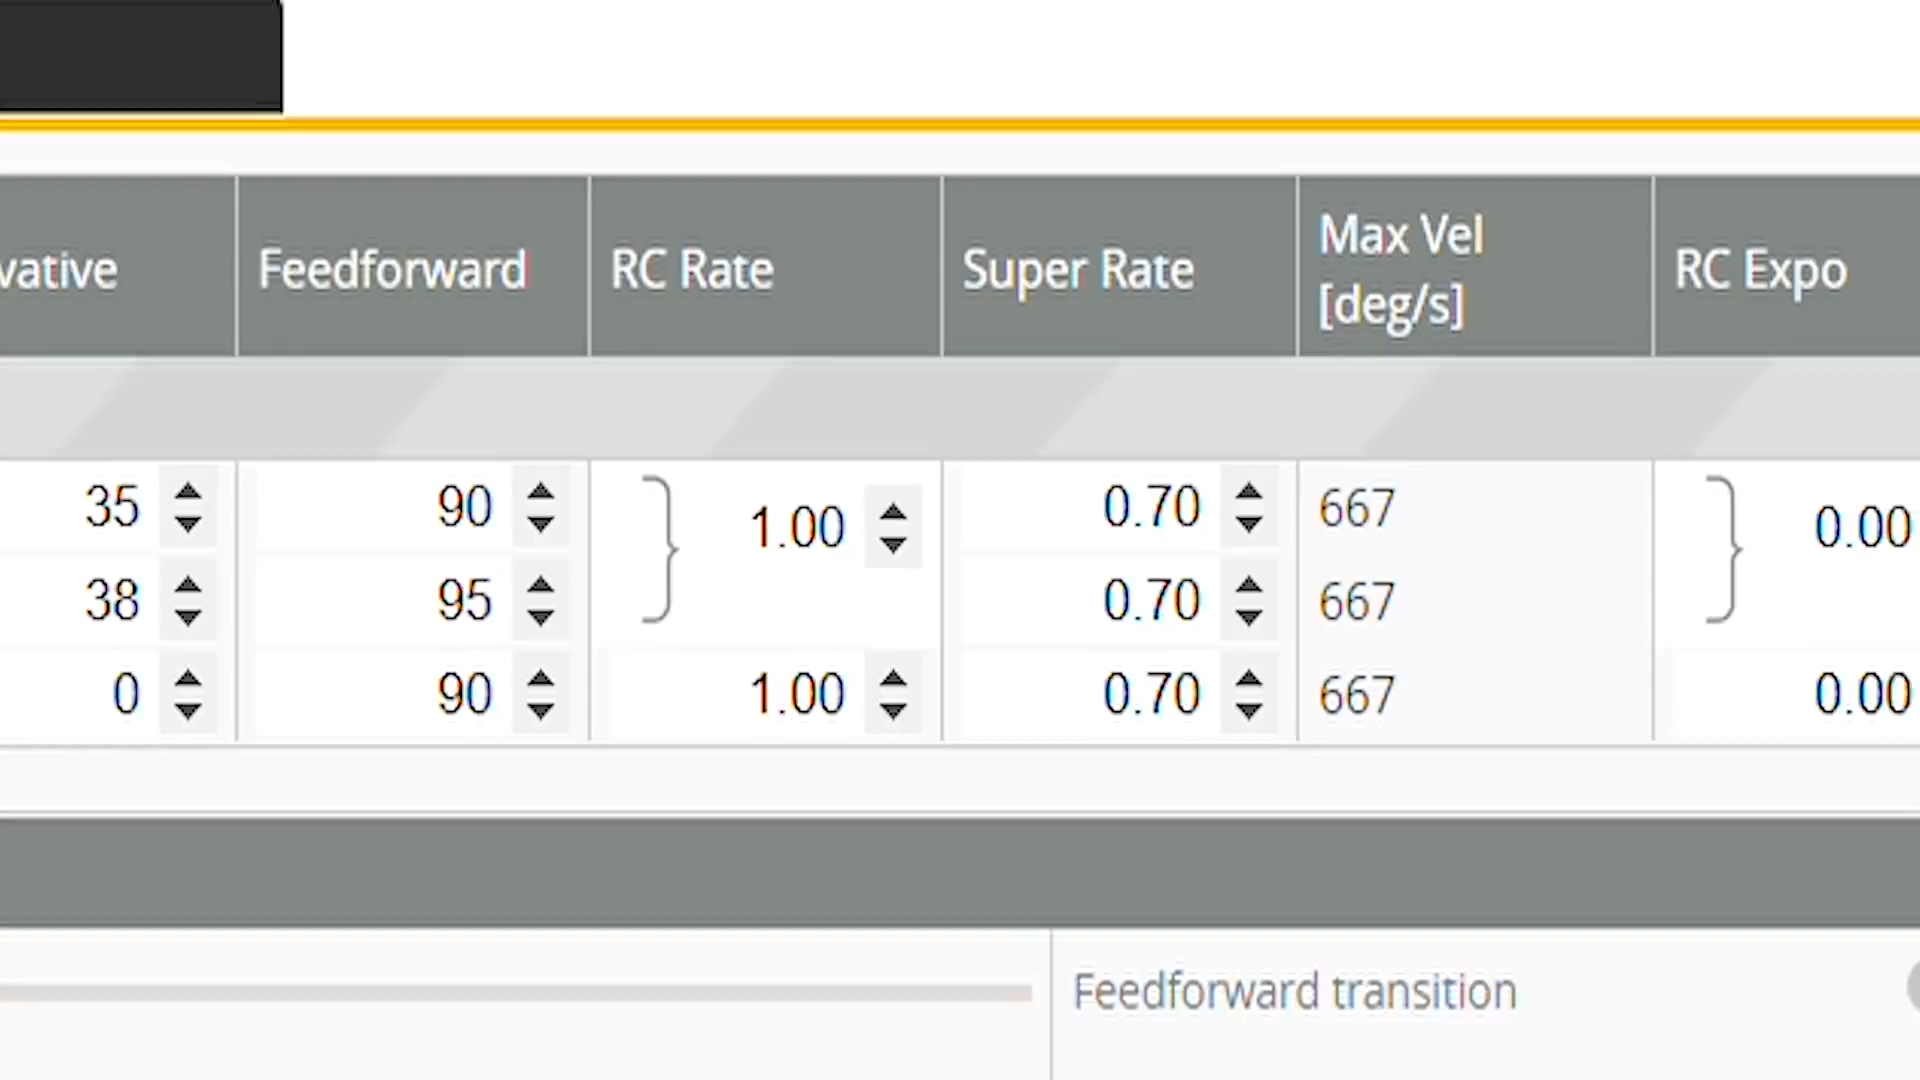 vative Feedforward RC Rate Super Rate Max Vel [deg/s] RC Expo
35 90 1.00 0.70 667 0.00
38 95 0.70 667
0 90 1.00 0.70 667 0.00
Feedforward transition